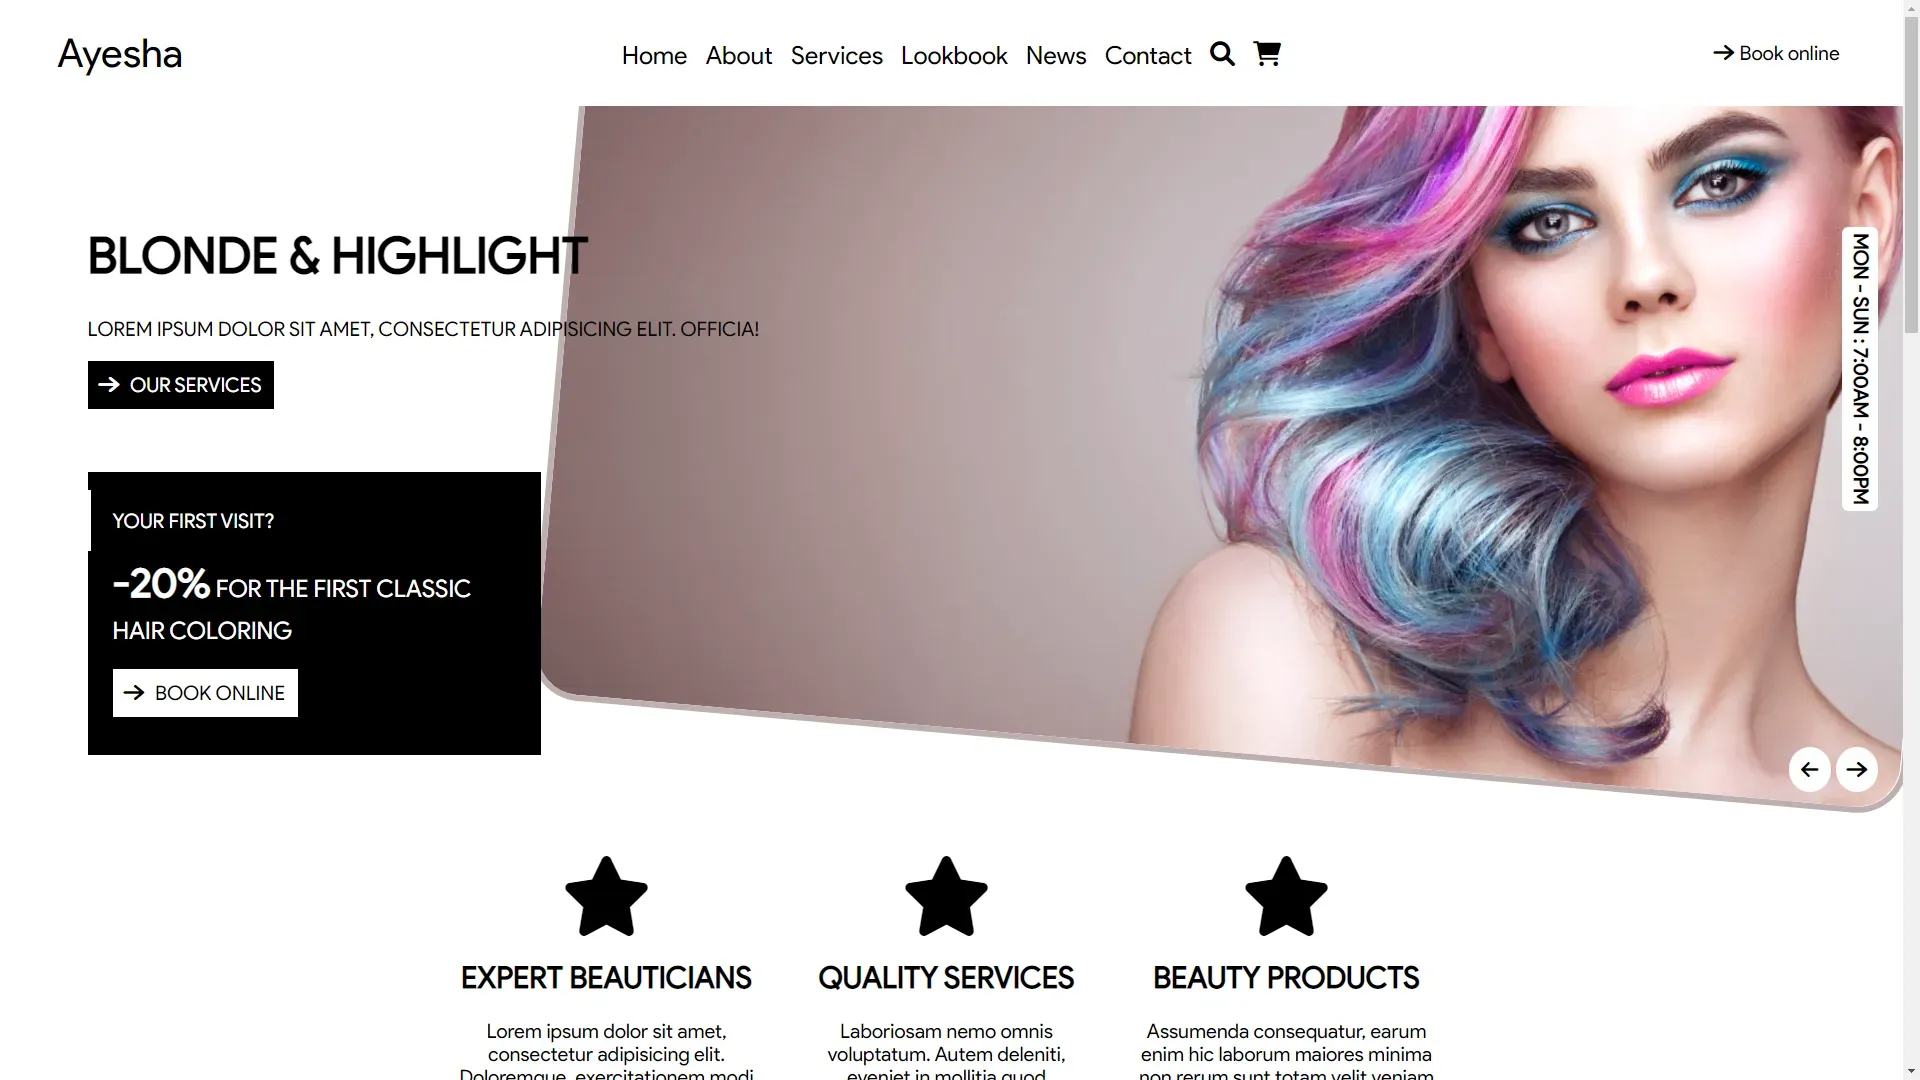 Ayesha
Home About Services Lookbook News Contact
Book online
BLONDE & HIGHLIGHT
LOREM IPSUM DOLOR SIT AMET, CONSECTETUR ADIPISICING ELIT. OFFICIA!
OUR SERVICES
MON - SUN : 7:00AM - 8:00PM
YOUR FIRST VISIT?
-20% FOR THE FIRST CLASSIC
HAIR COLORING
BOOK ONLINE
EXPERT BEAUTICIANS
Lorem ipsum dolor sit amet,
consectetur adipisicing elit.
Doloremque, exercitationem modi
QUALITY SERVICES
Laboriosam nemo omnis
voluptatum. Autem deleniti,
eveniet in mollitia quod
BEAUTY PRODUCTS
Assumenda consequatur, earum
enim hic laborum maiores minima
non rerum sunt totam velit veniam